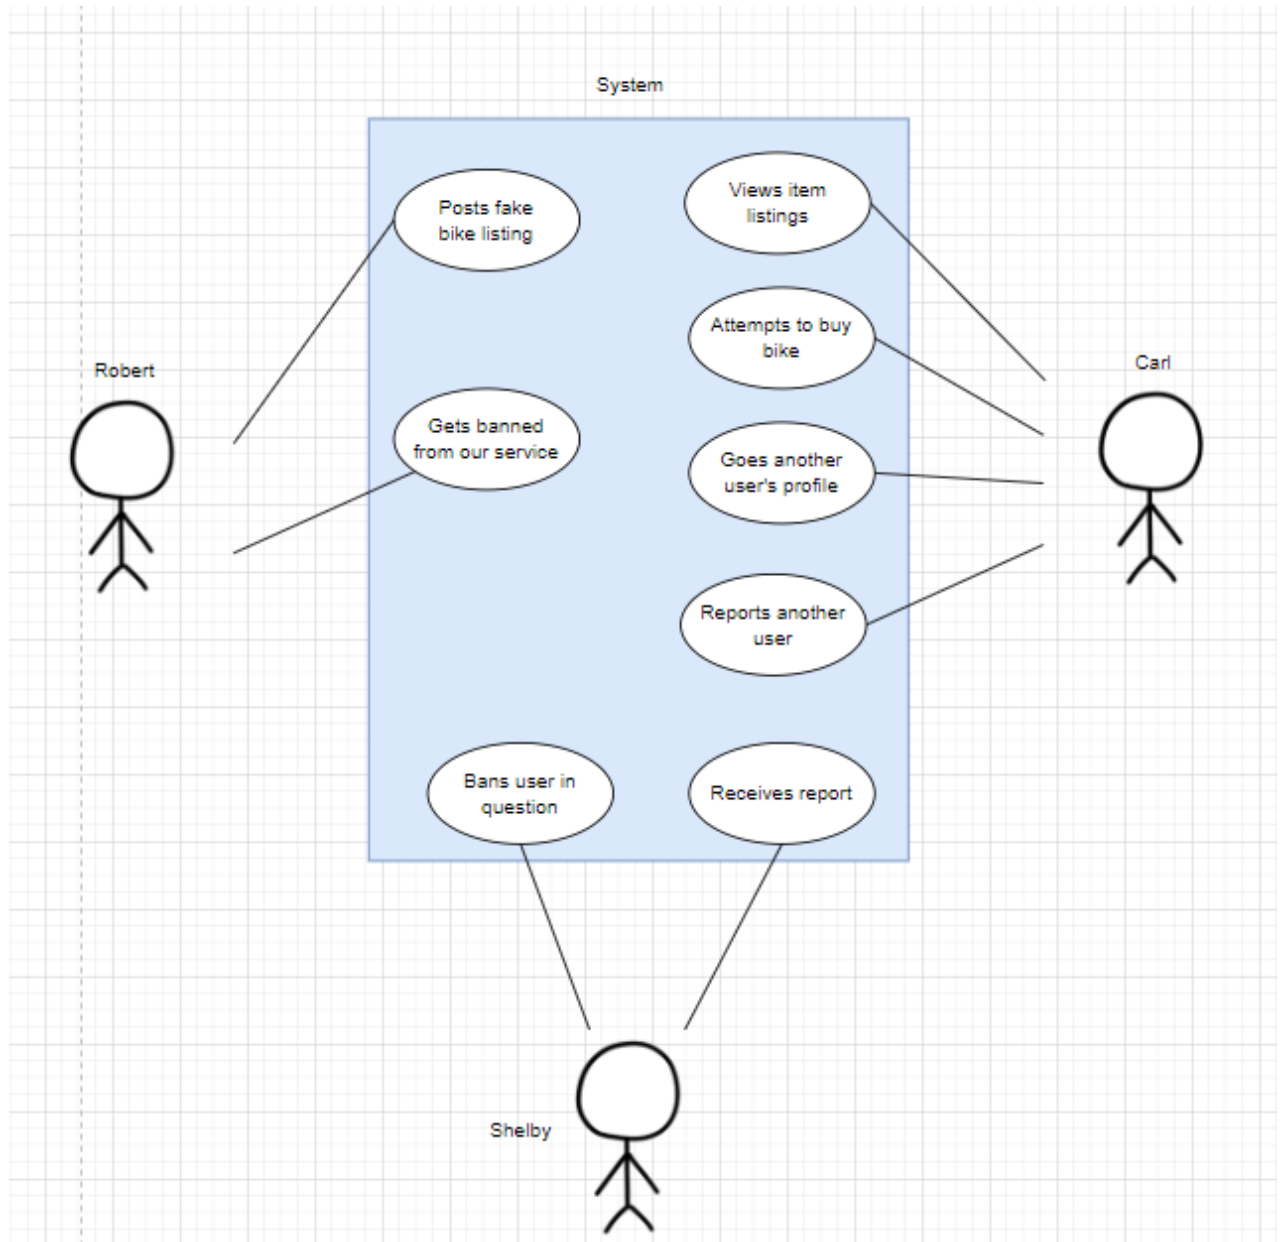 System
Posts fake
bike listing
Views item
listings
Attempts to buy
bike
Robert
Carl
Gets banned
from our service
Goes another
user's profile
Reports another
user
Bans user in
question
Receives report
Shelby